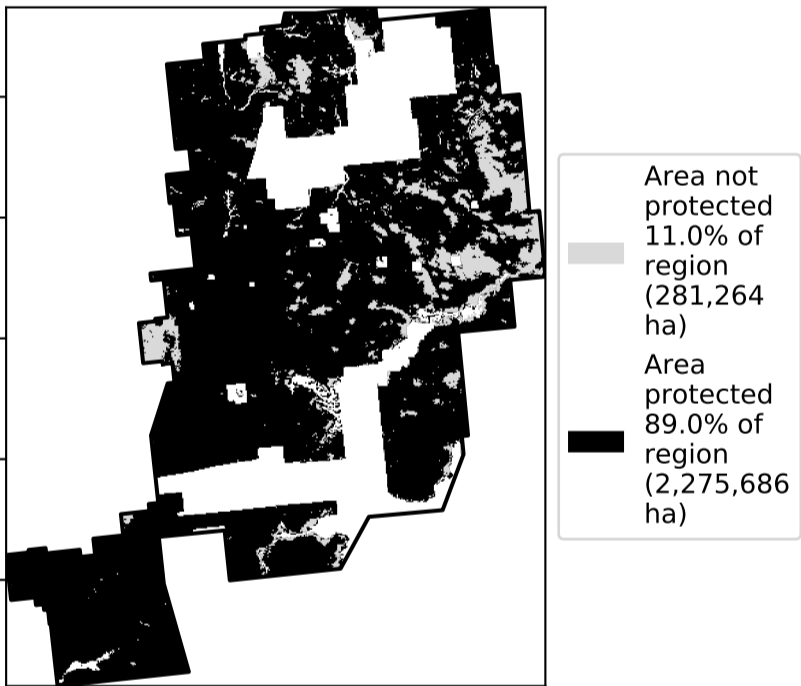 Area not
protected
11.0% of
region
(281,264
ha)
Area
protected
89.0% of
region
(2,275,686
ha)